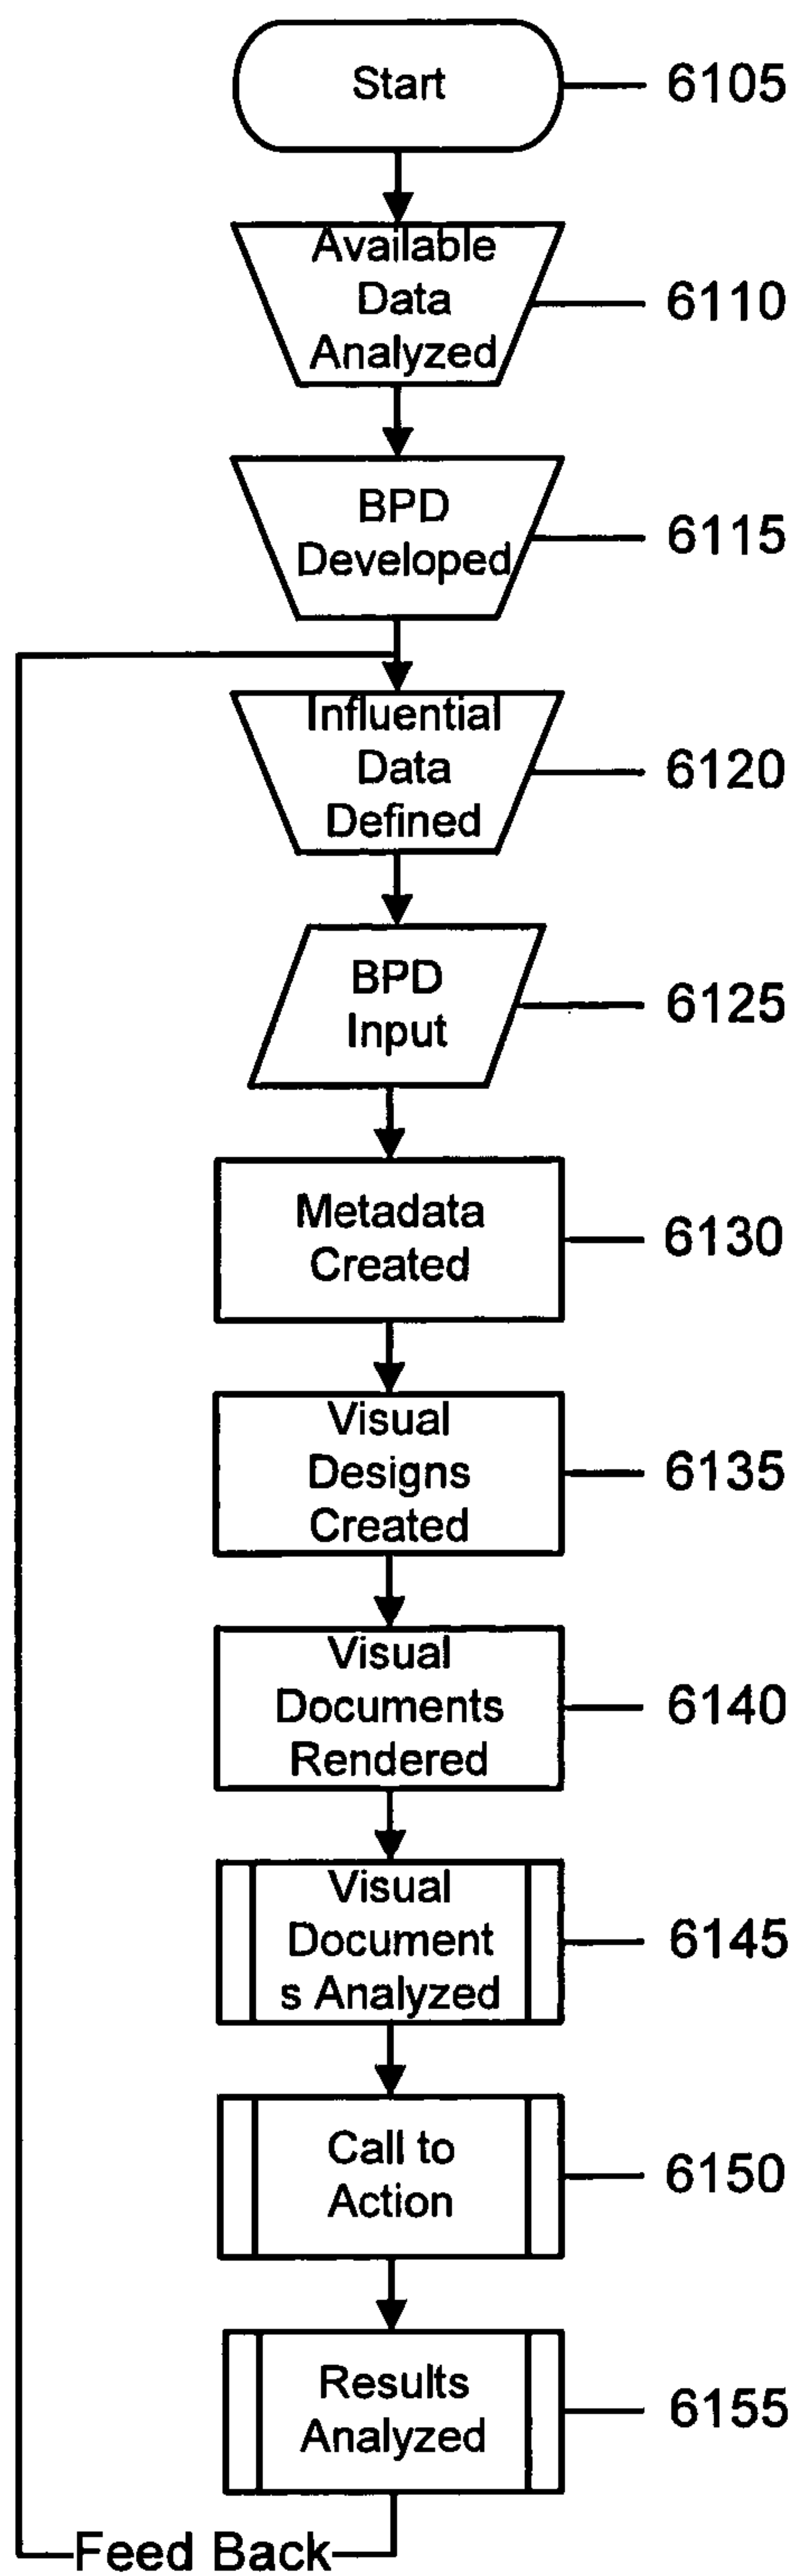 Start
6105
Available
Data
Analyzed
6110
BPD
Developed
6115
Influential
Data
Defined
6120
BPD
Input
6125
Metadata
Created
6130
Visual
Designs
Created
6135
Visual
Documents
Rendered
6140
Visual
Document
s Analyzed
6145
Call to
Action
6150
Results
Analyzed
6155
Feed Back